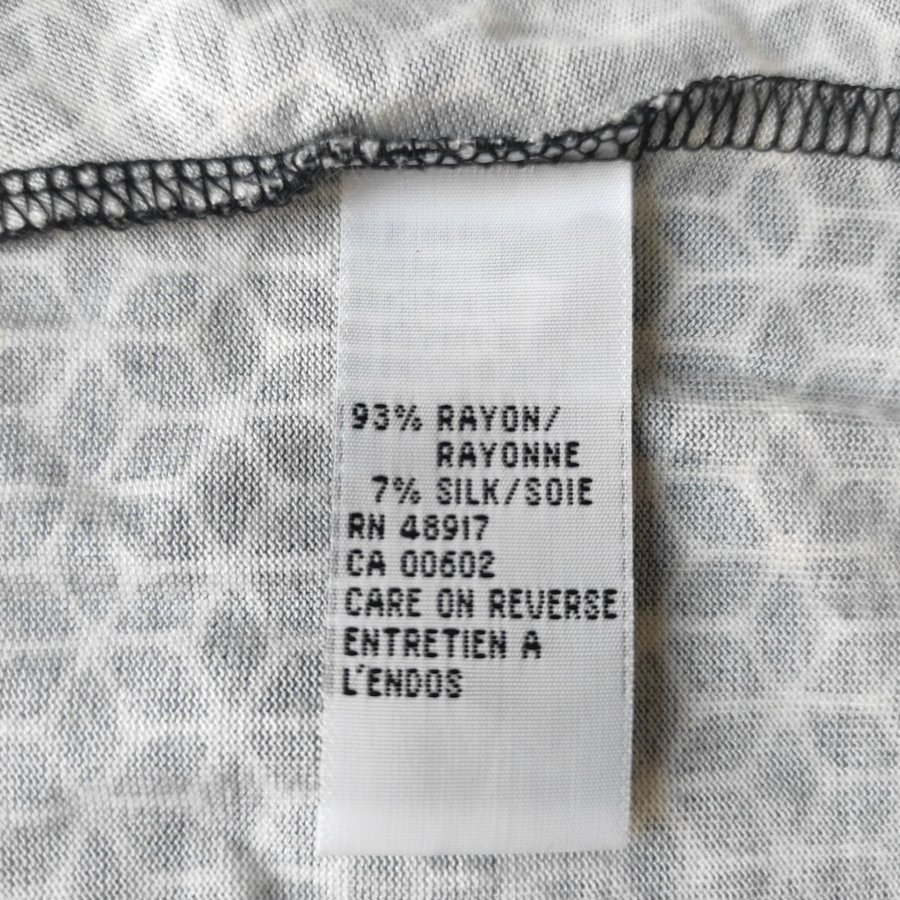 93% RAYON/
RAYONNE
7% SILK/SOIE
RN 48917
CA 00602
CARE ON REVERSE
ENTRETIEN A
L'ENDOS